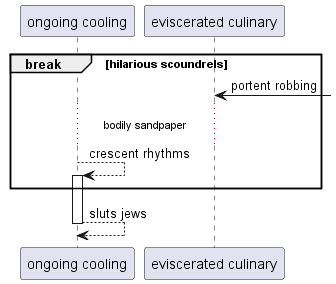 ongoing cooling eviscerated culinary
break [hilarious scoundrels]
portent robbing
bodily sandpaper
crescent rhythms
sluts jews
ongoing cooling eviscerated culinary